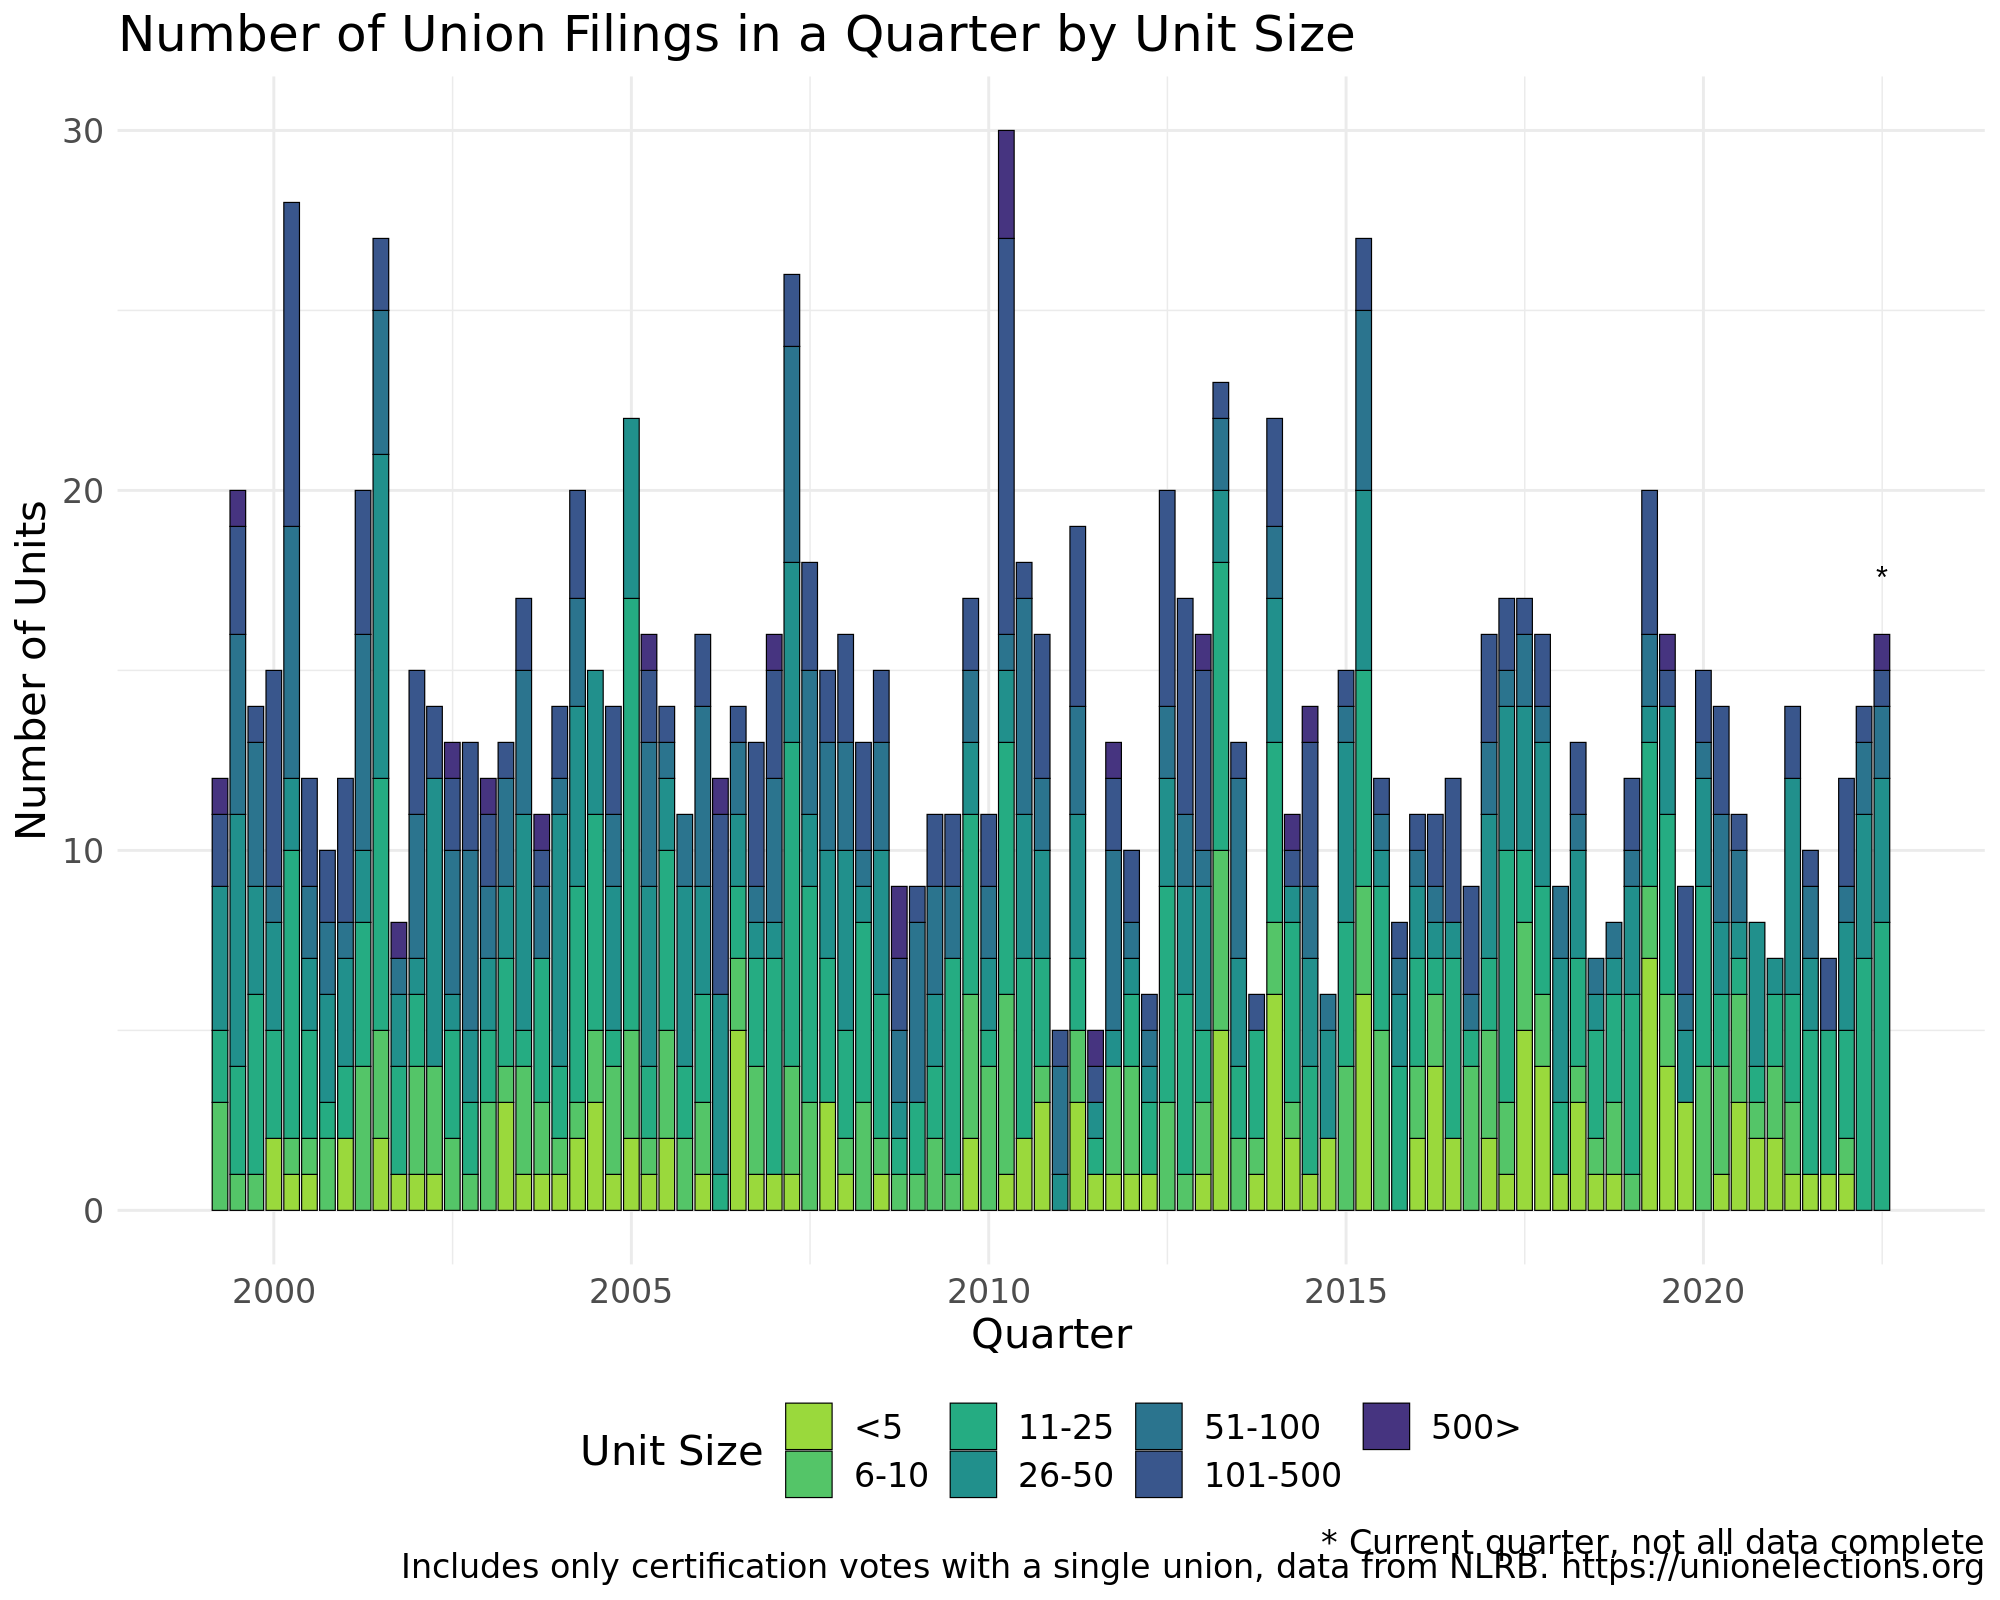 Number of Union Filings in a Quarter by Unit Size
Number of Units
30
20
10
0
*
2000 2005 2010 2015 2020
Quarter
Unit Size
<5 11-25 51-100 500>
6-10 26-50 101-500
* Current quarter, not all data complete
Includes only certification votes with a single union, data from NLRB. https://unionelections.org